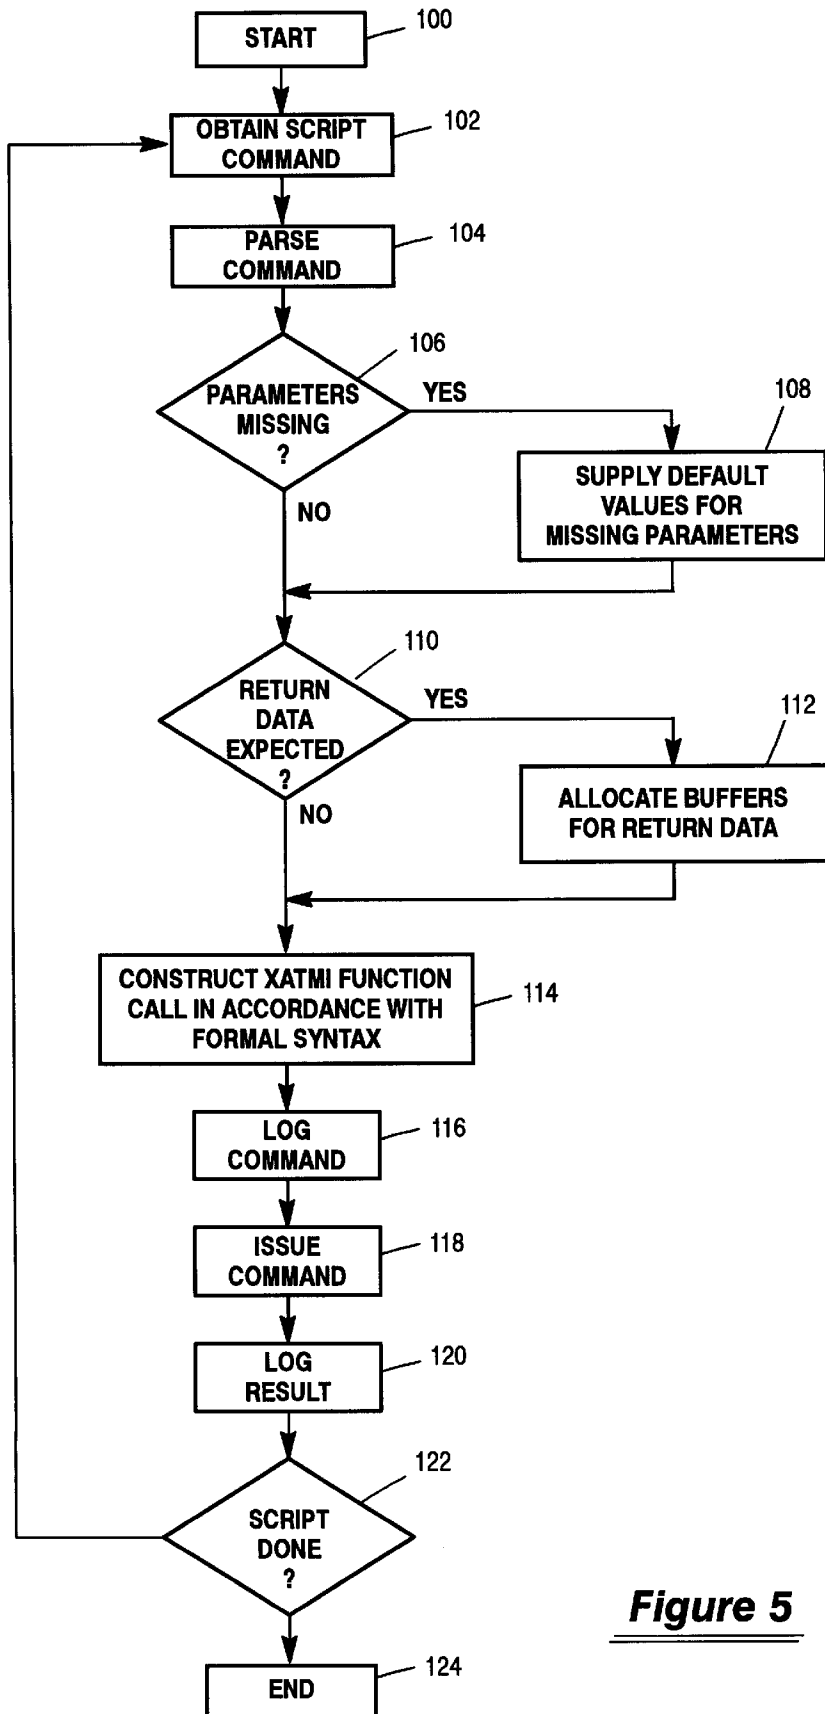 START
100
OBTAIN SCRIPT
COMMAND
102
PARSE
COMMAND
104
106
PARAMETERS
MISSING
?
YES
NO
108
SUPPLY DEFAULT
VALUES FOR
MISSING PARAMETERS
110
RETURN
DATA
EXPECTED
?
YES
NO
112
ALLOCATE BUFFERS
FOR RETURN DATA
CONSTRUCT XATMI FUNCTION
CALL IN ACCORDANCE WITH
FORMAL SYNTAX
114
LOG
COMMAND
116
ISSUE
COMMAND
118
LOG
RESULT
120
122
SCRIPT
DONE
?
END
124
Figure 5